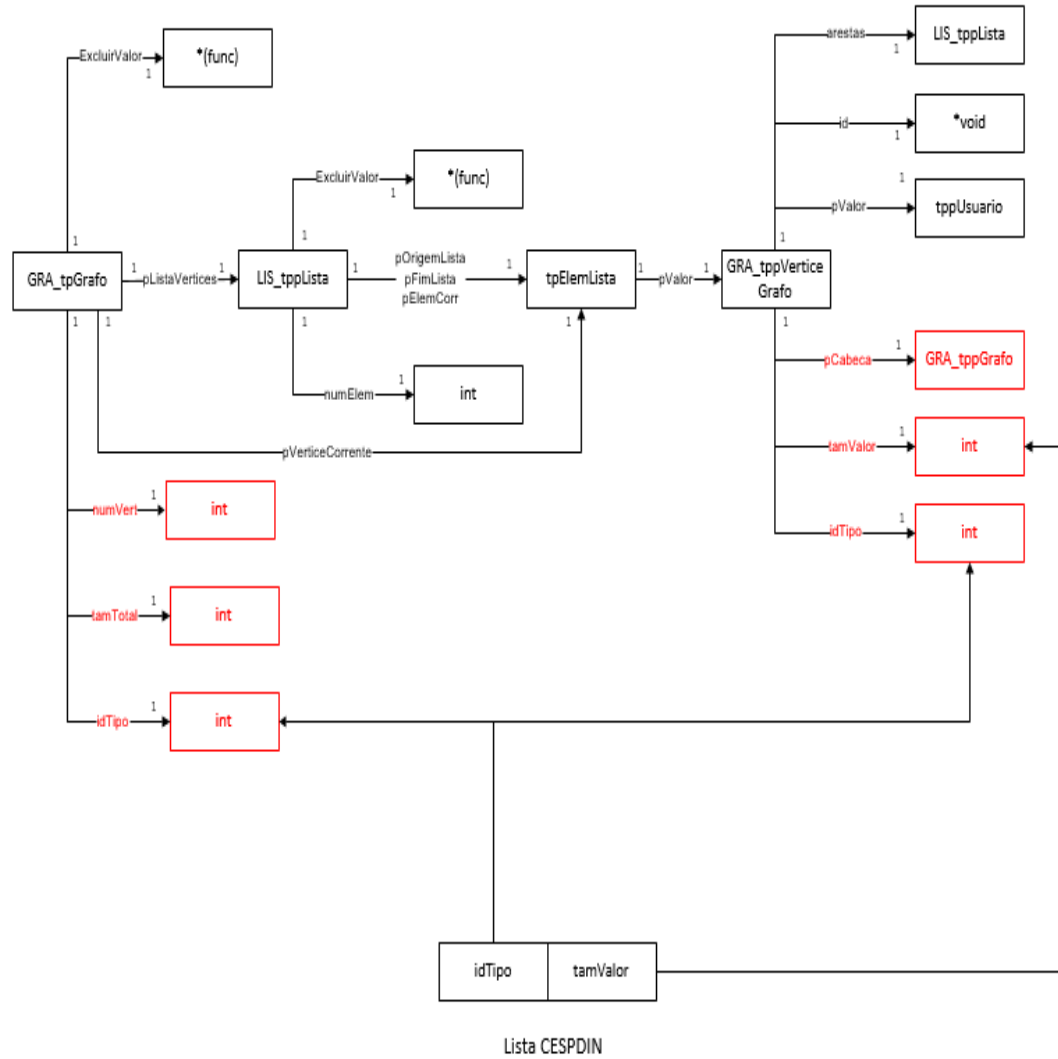 ExcluirValor
1
*(func)
1
arestas
1
LIS_tppLista
id
1
*void
ExcluirValor
1
*(func)
1
pValor
1
tppUsuario
1
GRA_tpGrafo
1
pListaVertices
1
LIS_tppLista
1
pOrigemLista
pFimLista
pElemCorr
1
tpElemLista
1
pValor
1
GRA_tppVertice
Grafo
1
1
1
1
1
pCabeca
1
GRA_tppGrafo
numElem
1
int
pVerticeCorrente
tamValor
1
int
numVert
1
int
idTipo
1
int
tamTotal
1
int
idTipo
1
int
idTipo
tamValor
Lista CESPDIN